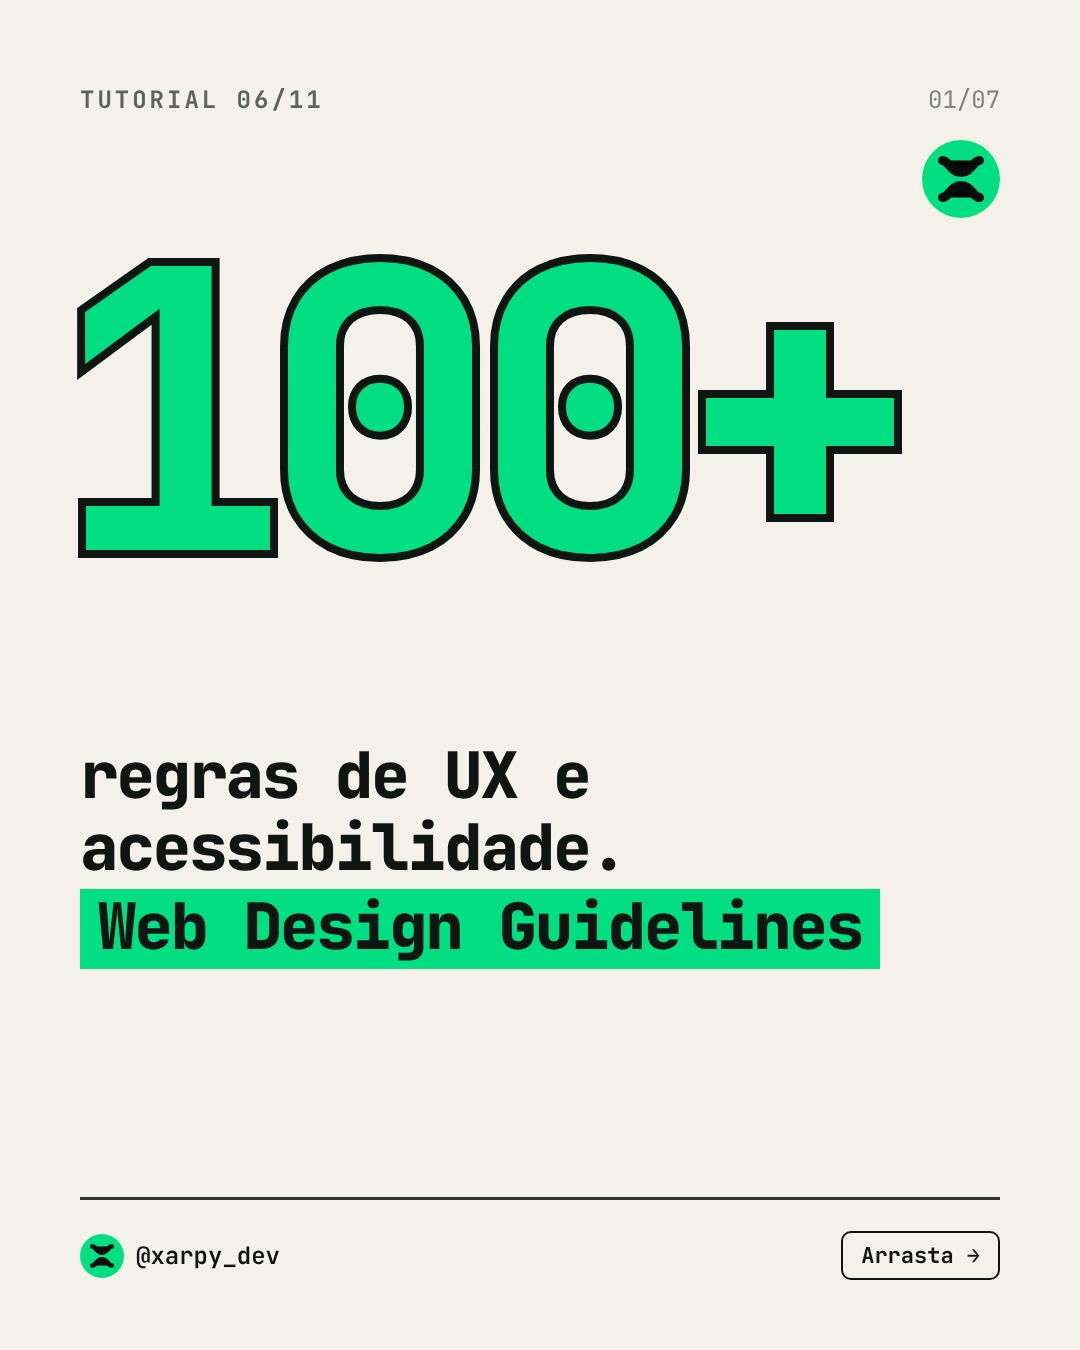 TUTORIAL 06/11
01/07
100+
regras de UX e
acessibilidade.
Web Design Guidelines
@xarpy_dev
Arrasta →